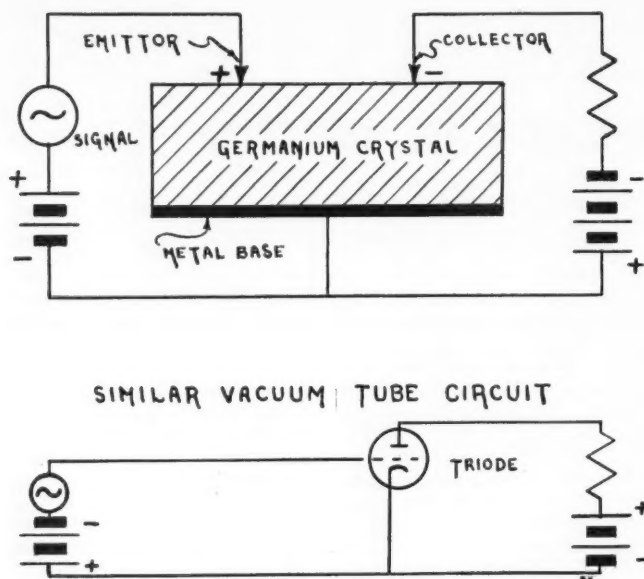 EMITTOR
COLLECTOR
+
-
SIGNAL
GERMANIUM CRYSTAL
+
-
-
+
METAL BASE
SIMILAR VACUUM TUBE CIRCUIT
TRIODE
-
+
+
-